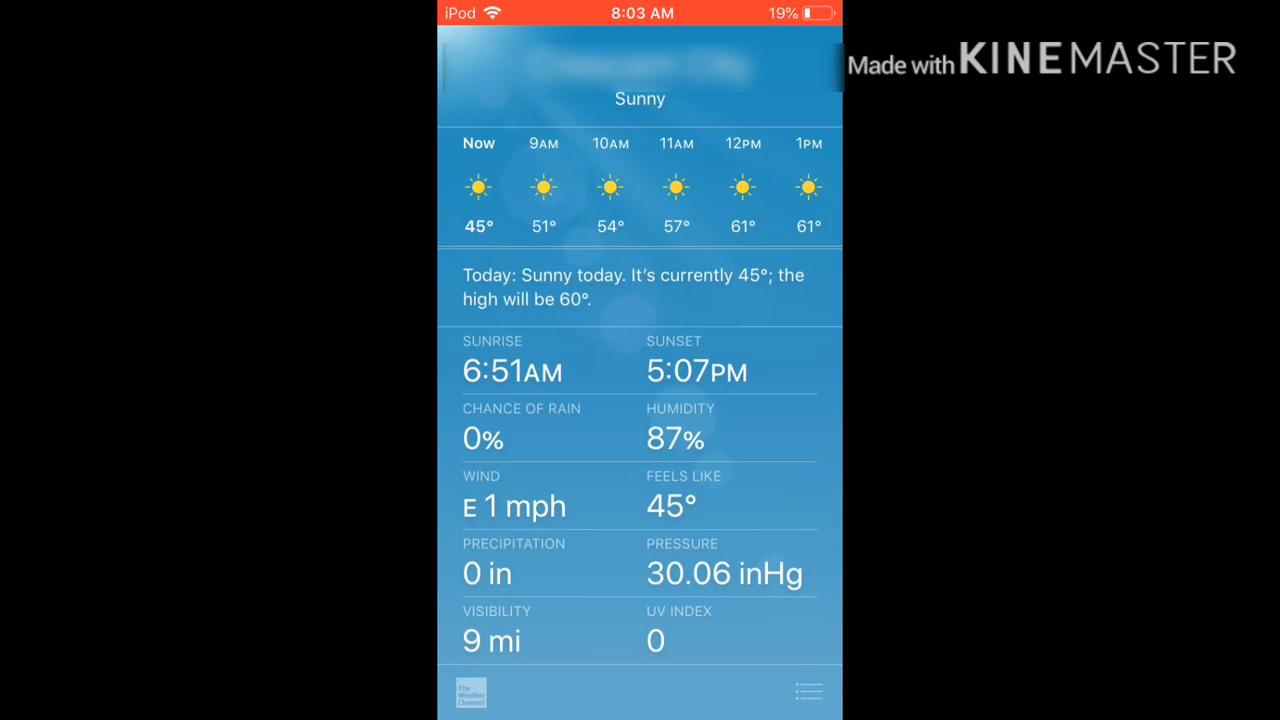 iPod 8:03 AM 19%
Made with KINEMASTER
Sunny
Now 9AM 10AM 11AM 12PM 1PM
45° 51° 54° 57° 61° 61°
Today: Sunny today. It's currently 45°; the
high will be 60°.
SUNRISE SUNSET
6:51AM 5:07PM
CHANCE OF RAIN HUMIDITY
0% 87%
WIND FEELS LIKE
E 1 mph 45°
PRECIPITATION PRESSURE
0 in 30.06 inHg
VISIBILITY UV INDEX
9 mi 0
The
Weather
Channel